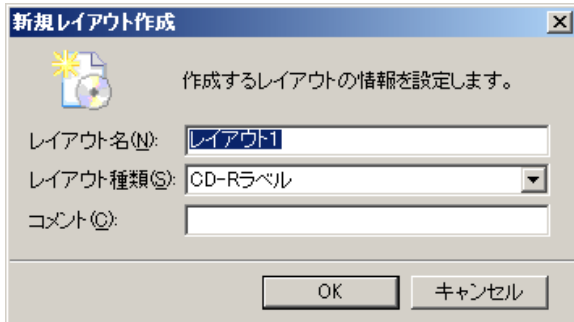 新規レイアウト作成
作成するレイアウトの情報を設定します。
レイアウト名(N): レイアウト1
レイアウト種類(S): CD-Rラベル
コメント(C):
OK キャンセル